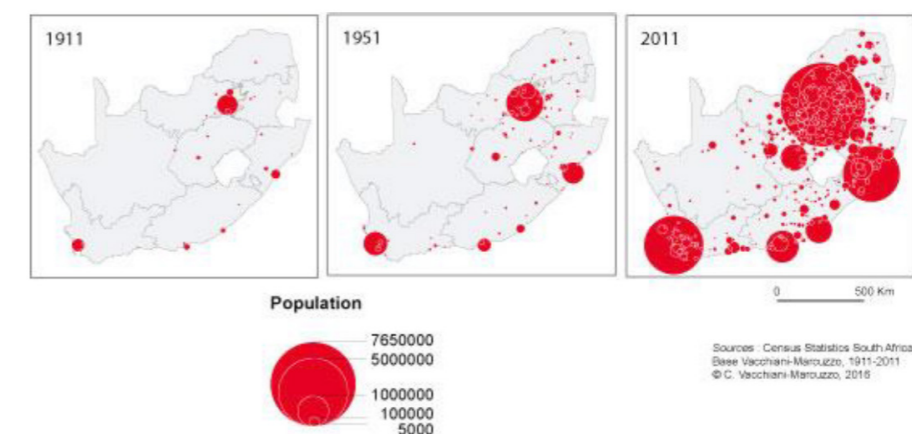 1911
1951
2011
0 500 Km
Population
7650000
5000000
1000000
100000
5000
Sources : Census Statistics South Africa
Base Vacchiani-Marcuzzo, 1911-2011
© C. Vacchiani-Marcuzzo, 2016